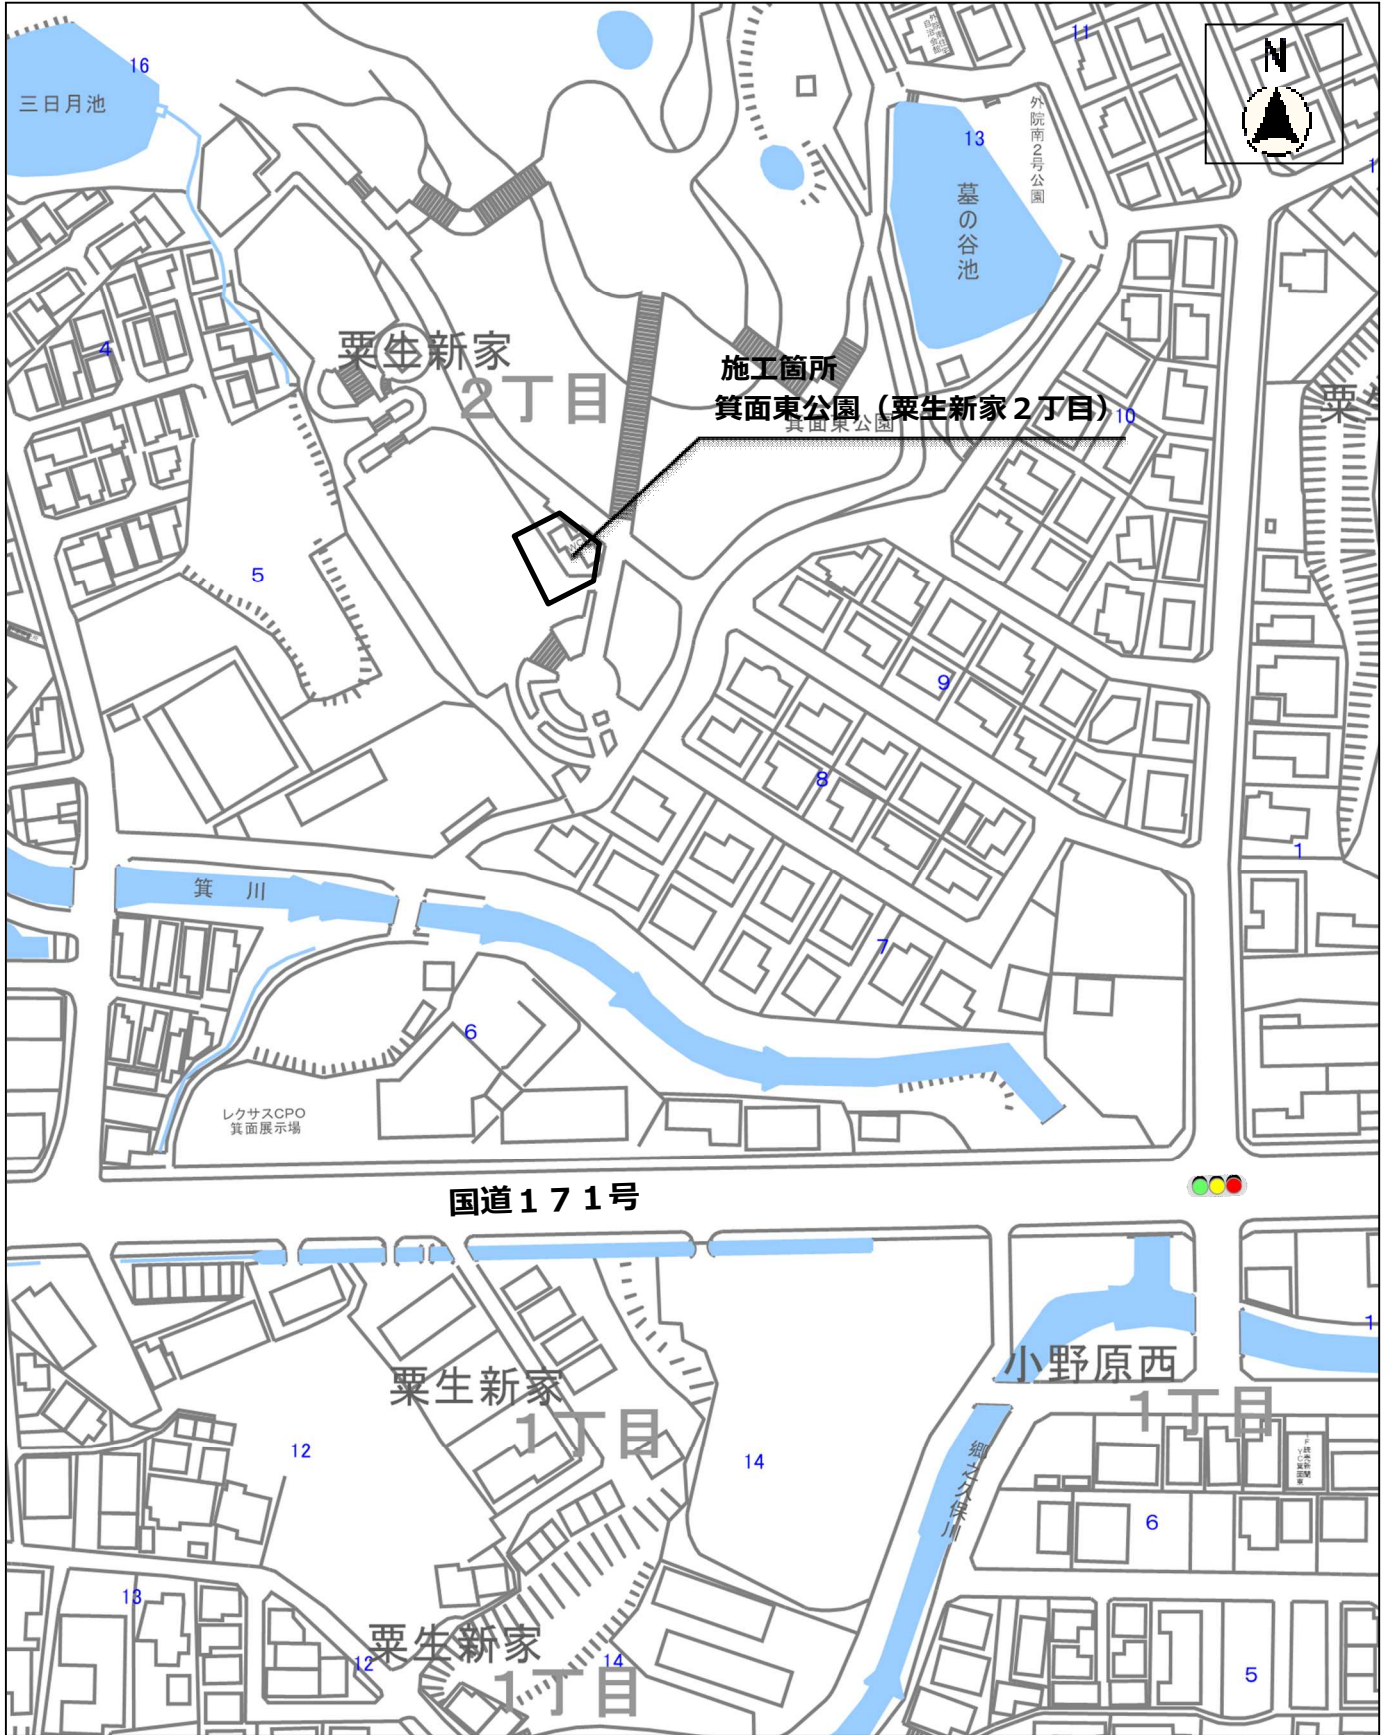 16
三日月池
11
N
13
外院南2号公園
墓の谷池
粟生新家
2丁目
4
施工箇所
箕面東公園（粟生新家２丁目）
箕面東公園
10
5
WC
9
8
1
箕　川
7
6
レクサスCPO
箕面展示場
国道１７１号
小野原西
1丁目
粟生新家
1丁目
12
14
郷之久保川
6
13
粟生新家
1丁目
12
14
5